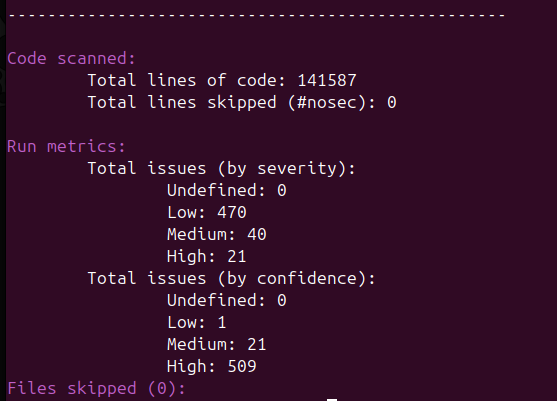 --------------------------------------------------
Code scanned:
Total lines of code: 141587
Total lines skipped (#nosec): 0
Run metrics:
Total issues (by severity):
Undefined: 0
Low: 470
Medium: 40
High: 21
Total issues (by confidence):
Undefined: 0
Low: 1
Medium: 21
High: 509
Files skipped (0):